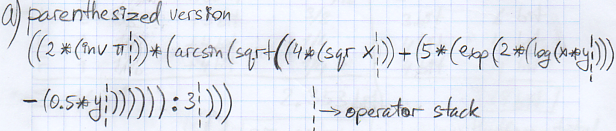 a) parenthesized version
((2*(inv π¦))*(arcsin(sqrt((4*(sqr x¦))+(5*(exp(2*(log(x*y¦)))
-(0.5*y¦)))))):3¦)))
¦→operator stack